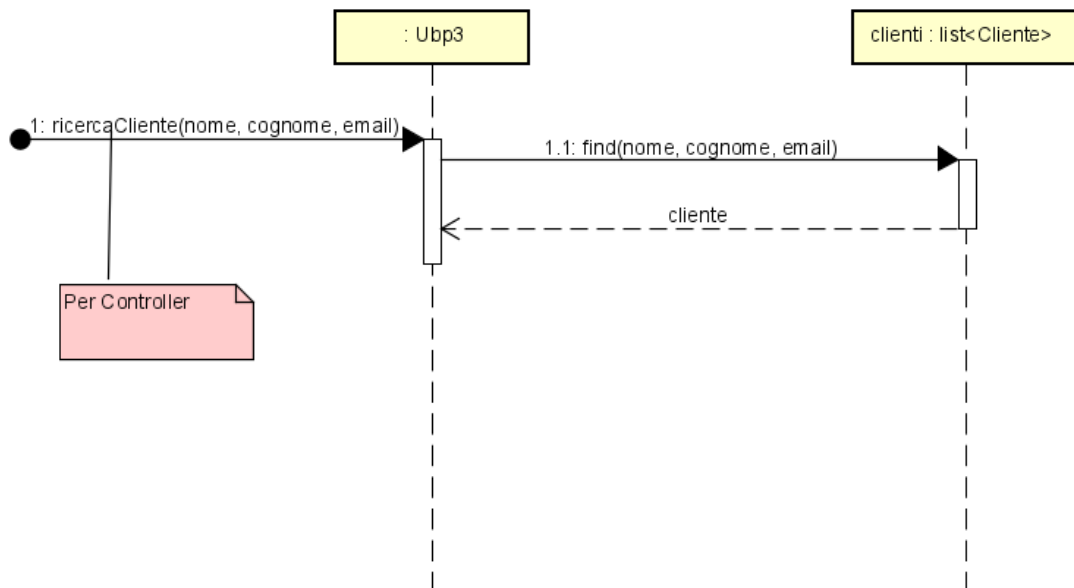 : Ubp3
clienti : list<Cliente>
1: ricercaCliente(nome, cognome, email)
1.1: find(nome, cognome, email)
cliente
Per Controller